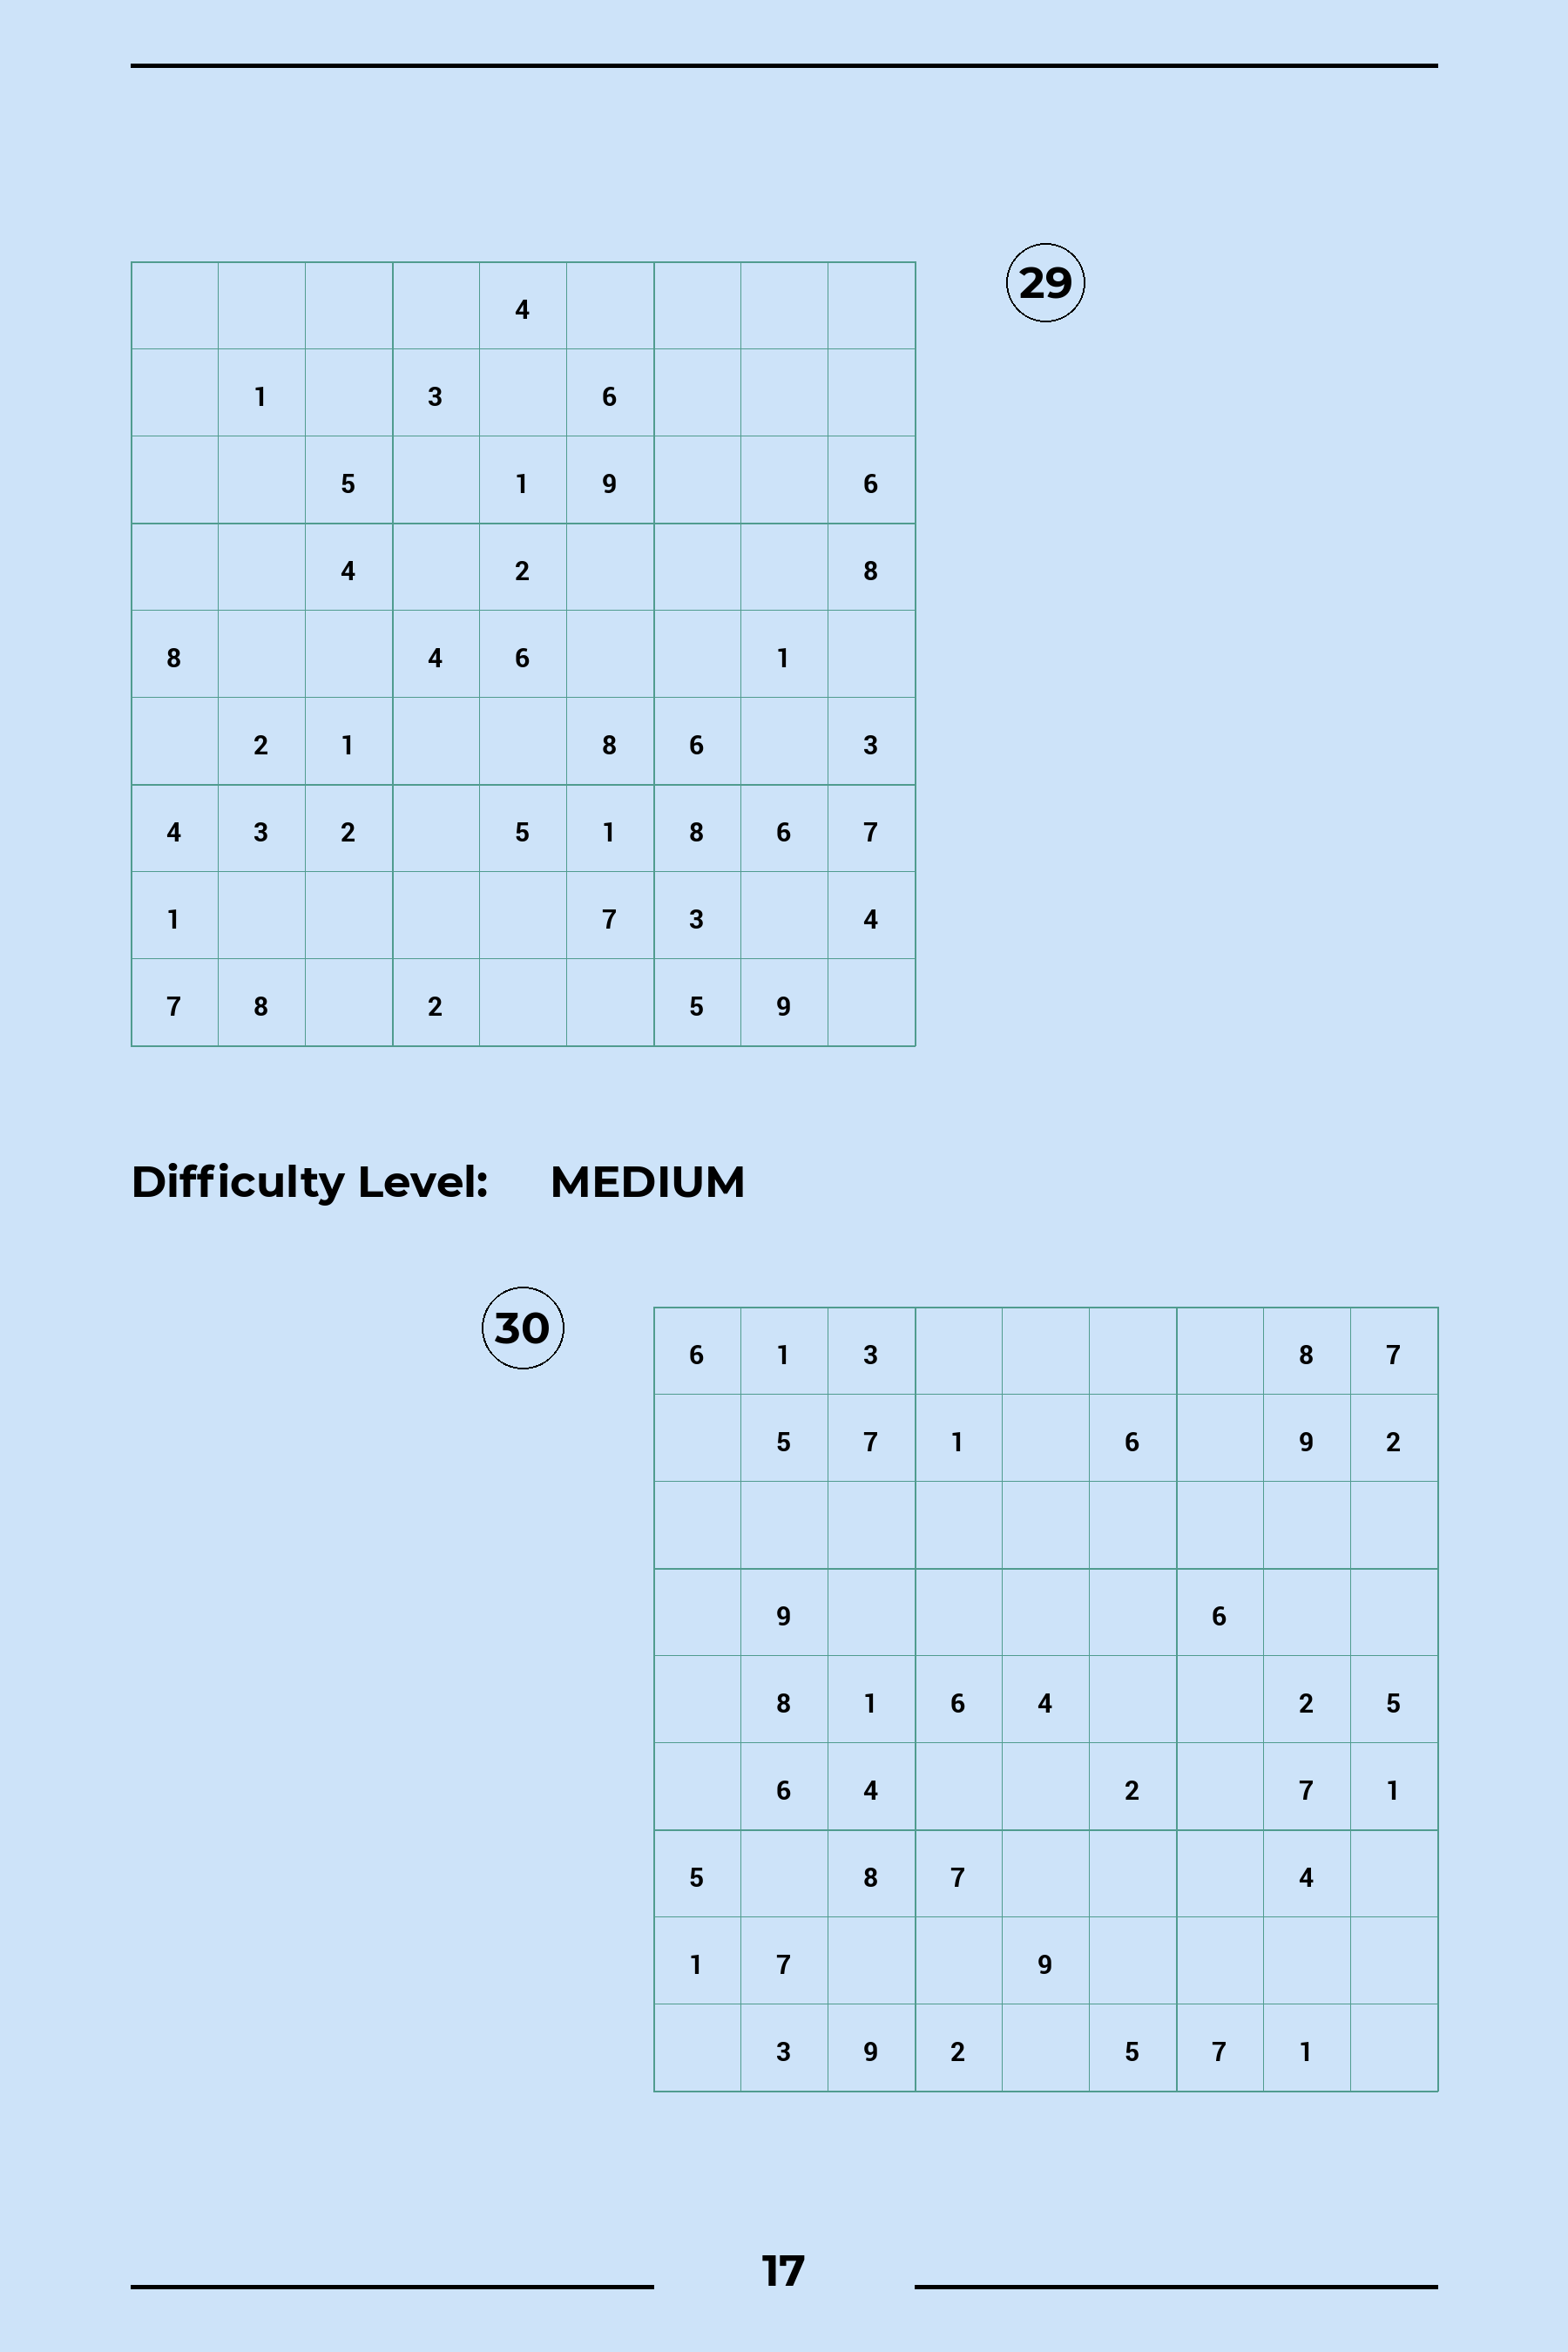 29
4
1 3 6
5 1 9 6
4 2 8
8 4 6 1
2 1 8 6 3
4 3 2 5 1 8 6 7
1 7 3 4
7 8 2 5 9
Difficulty Level: MEDIUM
30
6 1 3 8 7
5 7 1 6 9 2
9 6
8 1 6 4 2 5
6 4 2 7 1
5 8 7 4
1 7 9
3 9 2 5 7 1
17